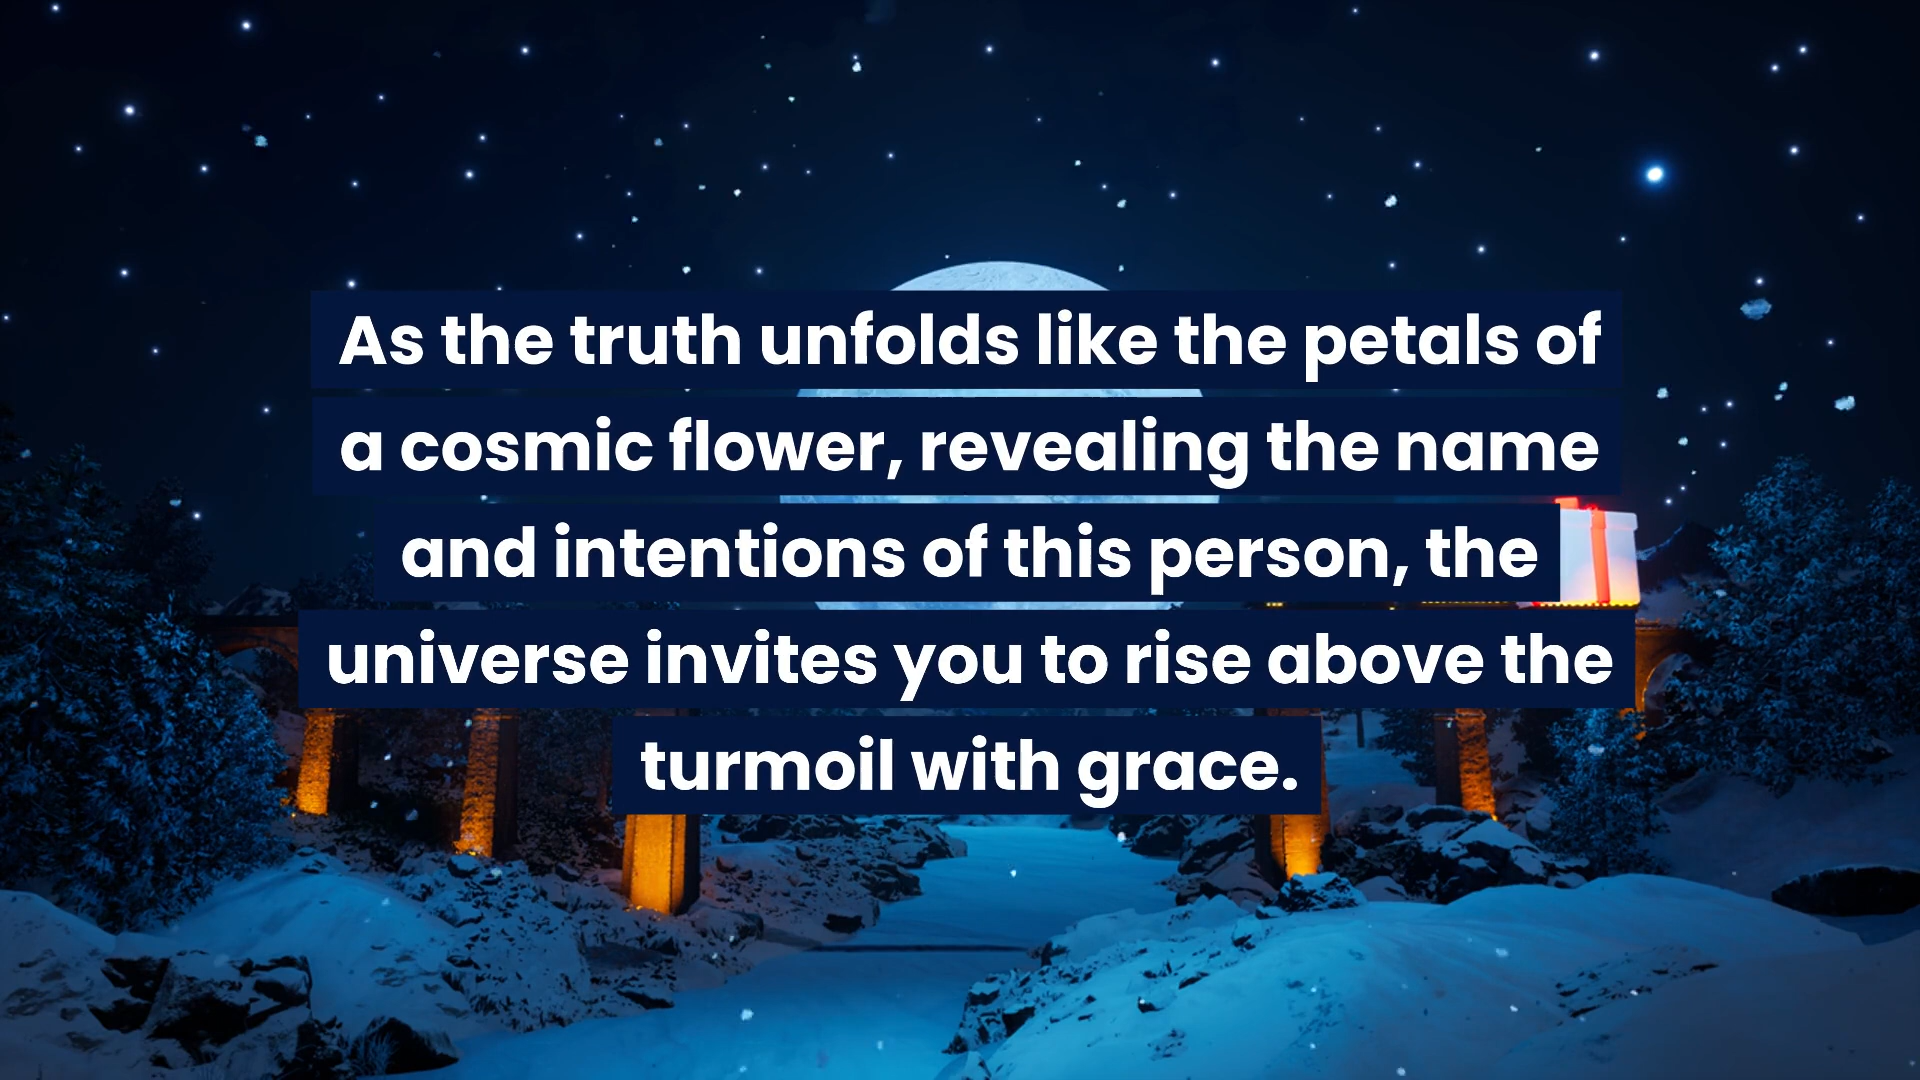 As the truth unfolds like the petals of
a cosmic flower, revealing the name
and intentions of this person, the
universe invites you to rise above the
turmoil with grace.